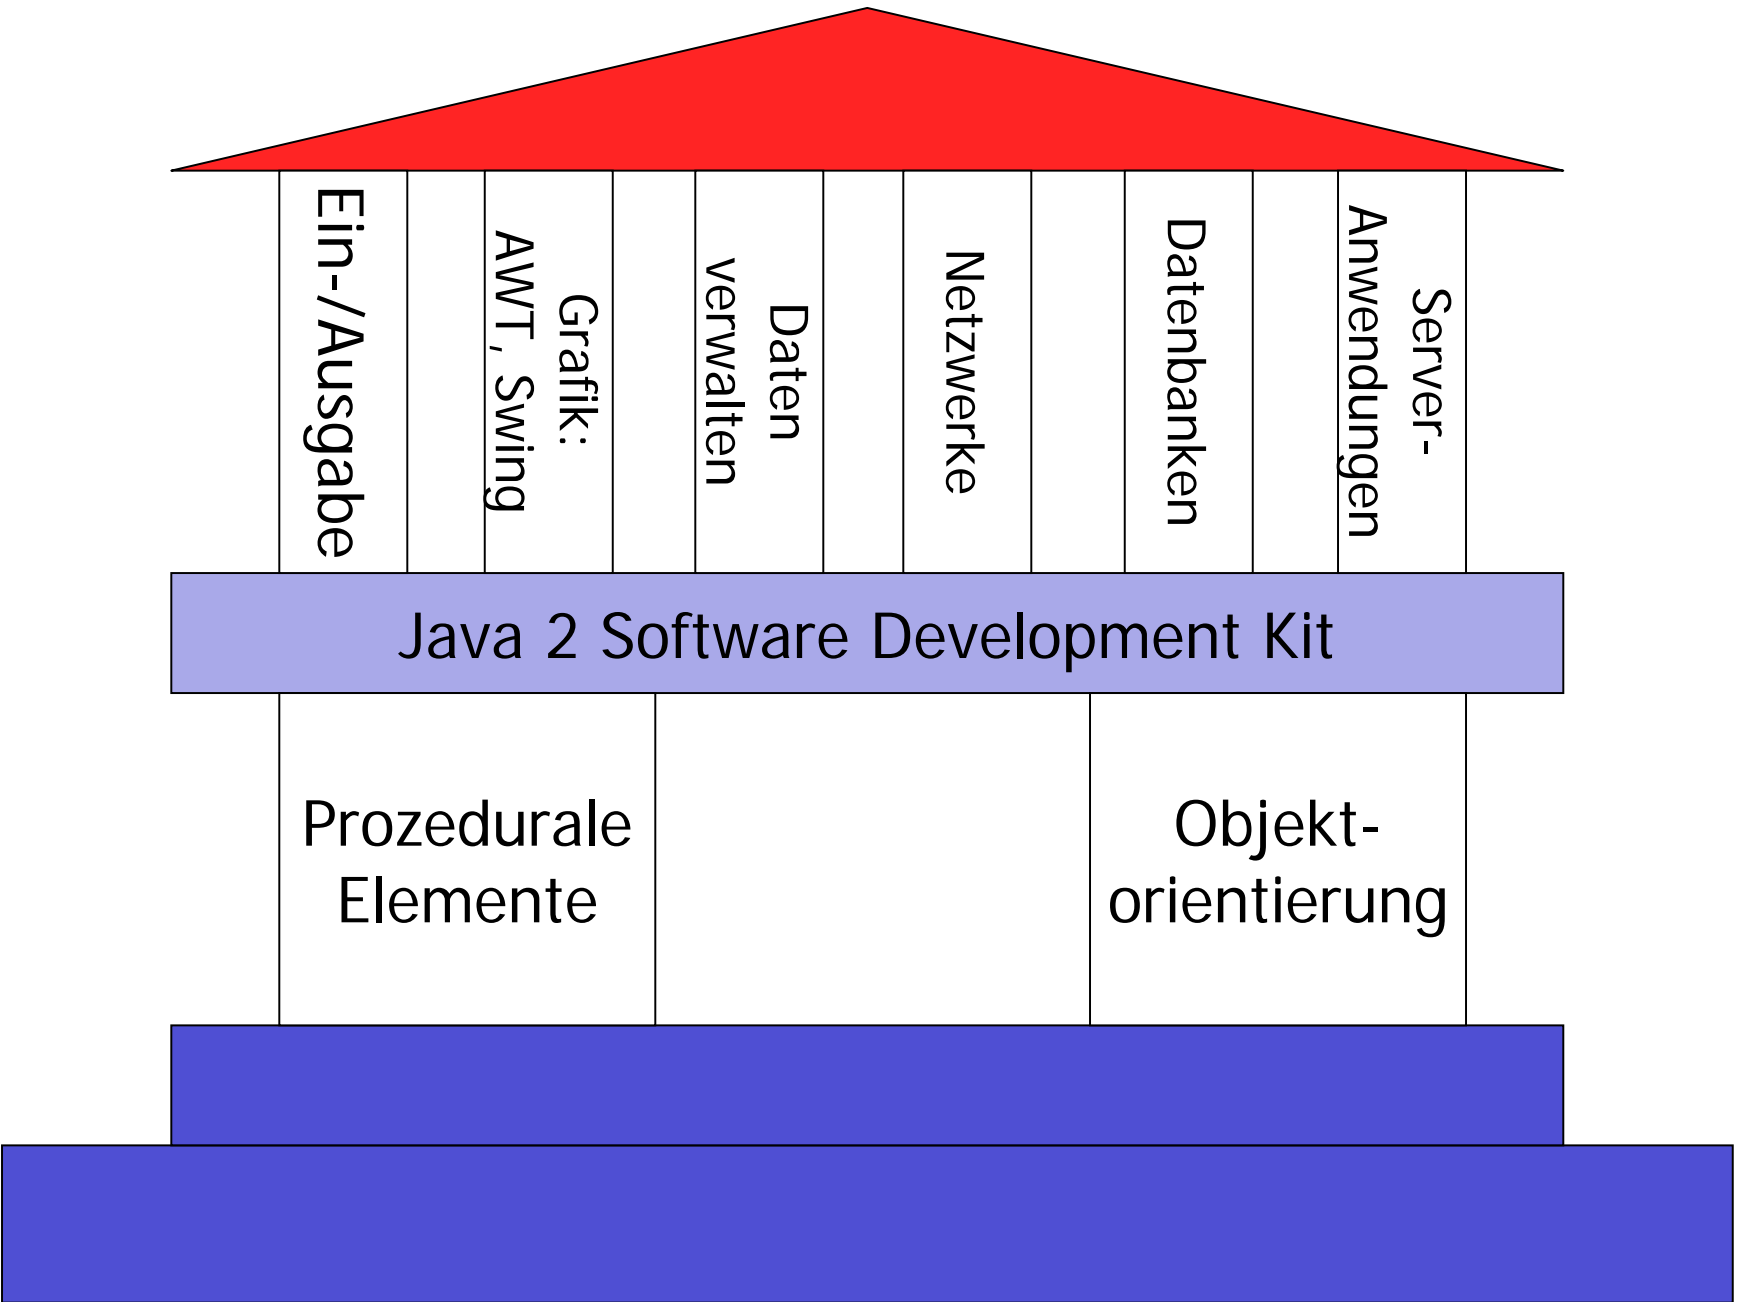 Ein-/Ausgabe
Grafik:
AWT, Swing
Daten
verwalten
Netzwerke
Datenbanken
Server-
Anwendungen
Java 2 Software Development Kit
Prozedurale
Elemente
Objekt-
orientierung